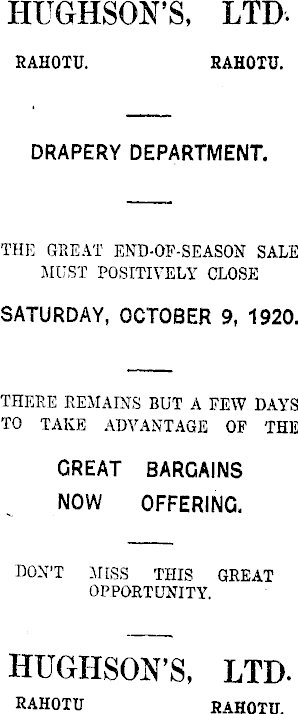 HUGHSON'S, LTD.
RAHOTU. RAHOTU.
DRAPERY DEPARTMENT.
THE GREAT END-OF-SEASON SALE
MUST POSITIVELY CLOSE
SATURDAY, OCTOBER 9, 1920.
THERE REMAINS BUT A FEW DAYS
TO TAKE ADVANTAGE OF THE
GREAT BARGAINS
NOW OFFERING.
DON'T MISS THIS GREAT
OPPORTUNITY.
HUGHSON'S, LTD.
RAHOTU RAHOTU.